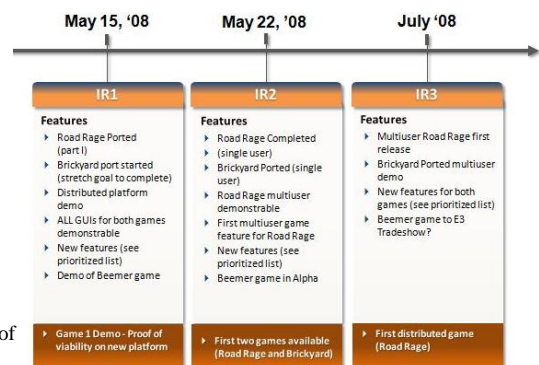 May 15, ‘08
May 22, ’08
July ‘08
IR1
Features
Road Rage Ported
(part I)
Brickyard port started
(stretch goal to complete)
Distributed platform
demo
ALL GUIs for both games
demonstrable
New features (see
prioritized list)
Demo of Beemer game
Game 1 Demo - Proof of
viability on new platform
IR2
Features
Road Rage Completed
(single user)
Brickyard Ported (single
user)
Road Rage multiuser
demonstrable
First multiuser game
feature for Road Rage
New features (see
prioritized list)
Beemer game in Alpha
First two games available
(Road Rage and Brickyard)
IR3
Features
Multiuser Road Rage first
release
Brickyard Ported multiuser
demo
New features for both
games (see prioritized list)
Beemer game to E3
Tradeshow?
First distributed game
(Road Rage)
of